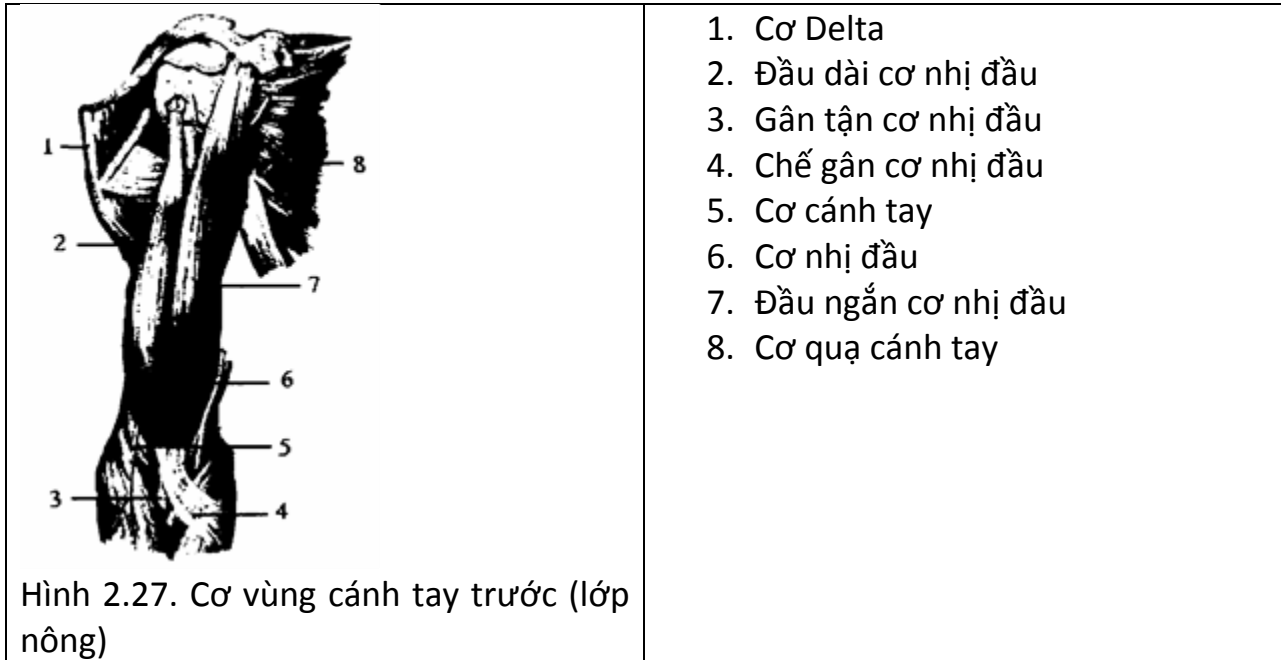 1
2
3
8
7
6
5
4
Hình 2.27. Cơ vùng cánh tay trước (lớp
nông)
1. Cơ Delta
2. Đầu dài cơ nhị đầu
3. Gân tận cơ nhị đầu
4. Chế gân cơ nhị đầu
5. Cơ cánh tay
6. Cơ nhị đầu
7. Đầu ngắn cơ nhị đầu
8. Cơ quạ cánh tay